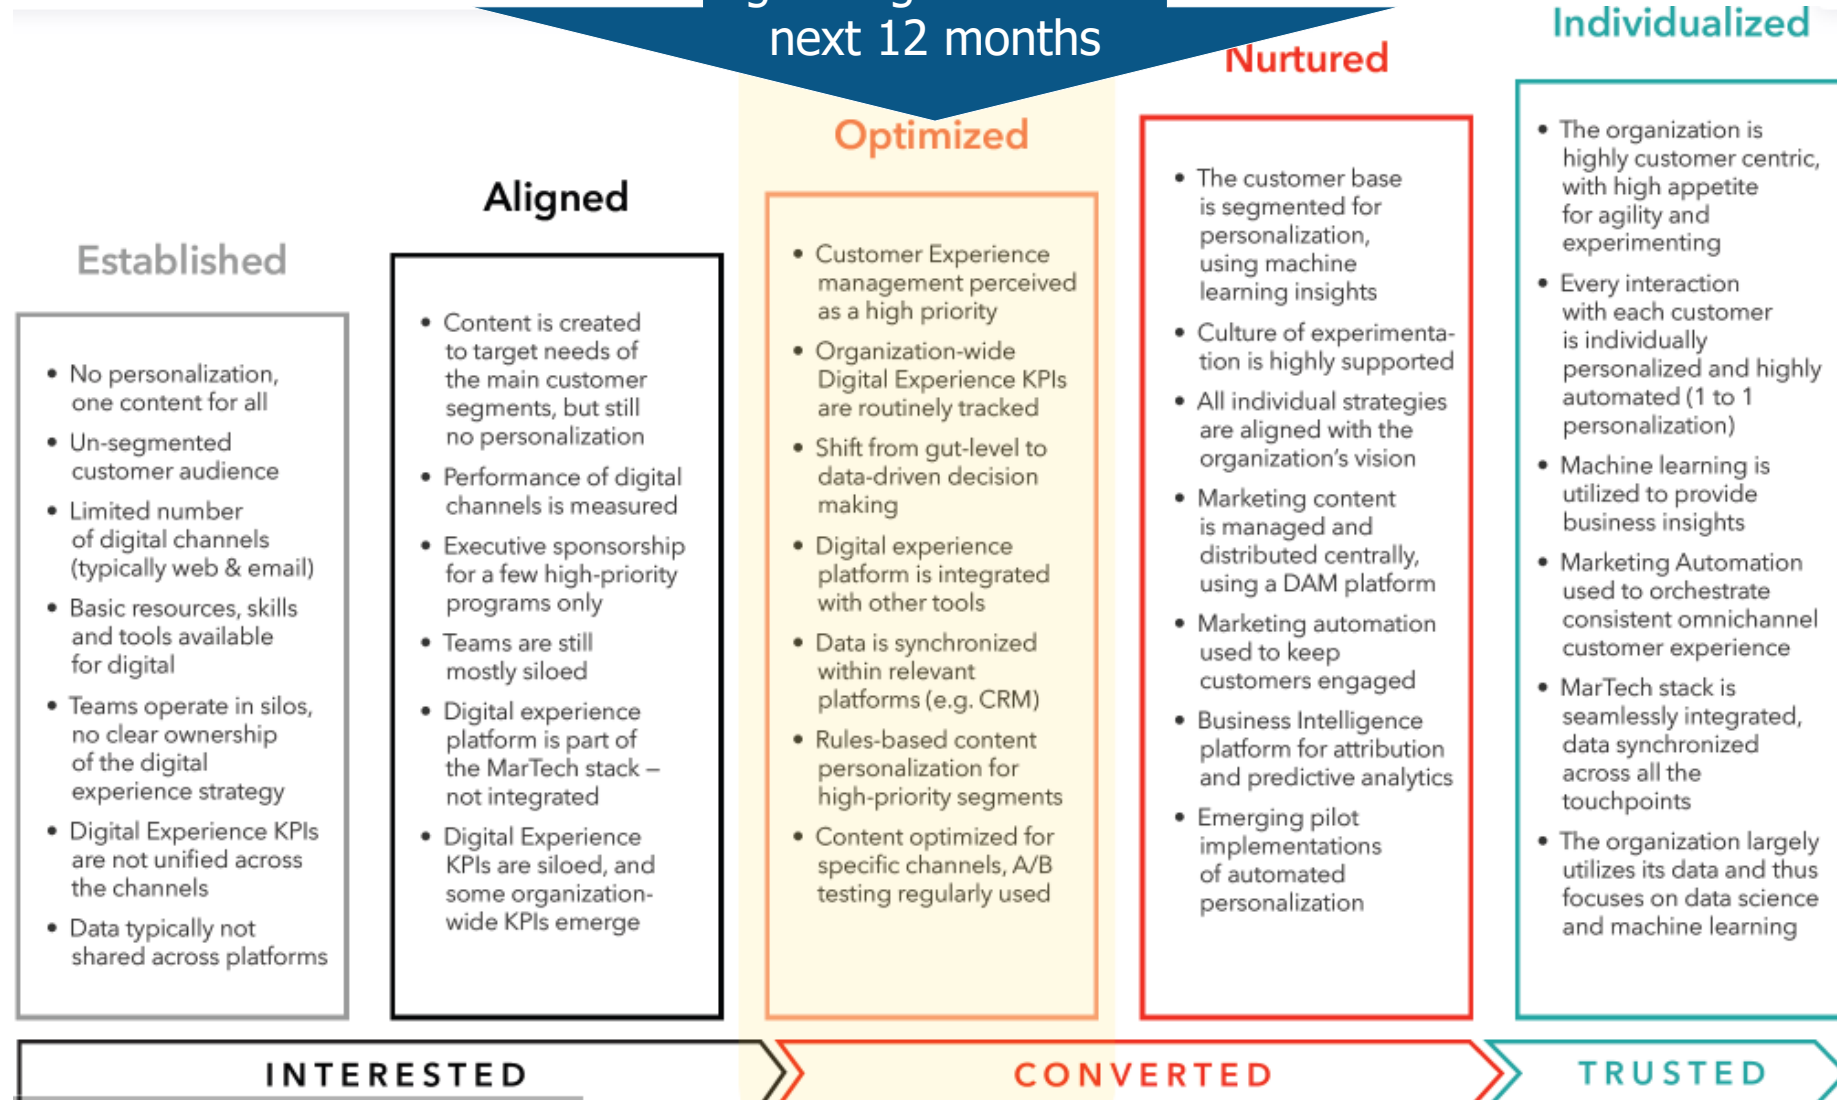 next 12 months
Established
• No personalization,
one content for all
• Un-segmented
customer audience
• Limited number
of digital channels
(typically web & email)
• Basic resources, skills
and tools available
for digital
• Teams operate in silos,
no clear ownership
of the digital
experience strategy
• Digital Experience KPIs
are not unified across
the channels
• Data typically not
shared across platforms
Aligned
• Content is created
to target needs of
the main customer
segments, but still
no personalization
• Performance of digital
channels is measured
• Executive sponsorship
for a few high-priority
programs only
• Teams are still
mostly siloed
• Digital experience
platform is part of
the MarTech stack –
not integrated
• Digital Experience
KPIs are siloed, and
some organization-
wide KPIs emerge
Optimized
• Customer Experience
management perceived
as a high priority
• Organization-wide
Digital Experience KPIs
are routinely tracked
• Shift from gut-level to
data-driven decision
making
• Digital experience
platform is integrated
with other tools
• Data is synchronized
within relevant
platforms (e.g. CRM)
• Rules-based content
personalization for
high-priority segments
• Content optimized for
specific channels, A/B
testing regularly used
Nurtured
• The customer base
is segmented for
personalization,
using machine
learning insights
• Culture of experimenta-
tion is highly supported
• All individual strategies
are aligned with the
organization's vision
• Marketing content
is managed and
distributed centrally,
using a DAM platform
• Marketing automation
used to keep
customers engaged
• Business Intelligence
platform for attribution
and predictive analytics
• Emerging pilot
implementations
of automated
personalization
Individualized
• The organization is
highly customer centric,
with high appetite
for agility and
experimenting
• Every interaction
with each customer
is individually
personalized and highly
automated (1 to 1
personalization)
• Machine learning is
utilized to provide
business insights
• Marketing Automation
used to orchestrate
consistent omnichannel
customer experience
• MarTech stack is
seamlessly integrated,
data synchronized
across all the
touchpoints
• The organization largely
utilizes its data and thus
focuses on data science
and machine learning
INTERESTED
CONVERTED
TRUSTED